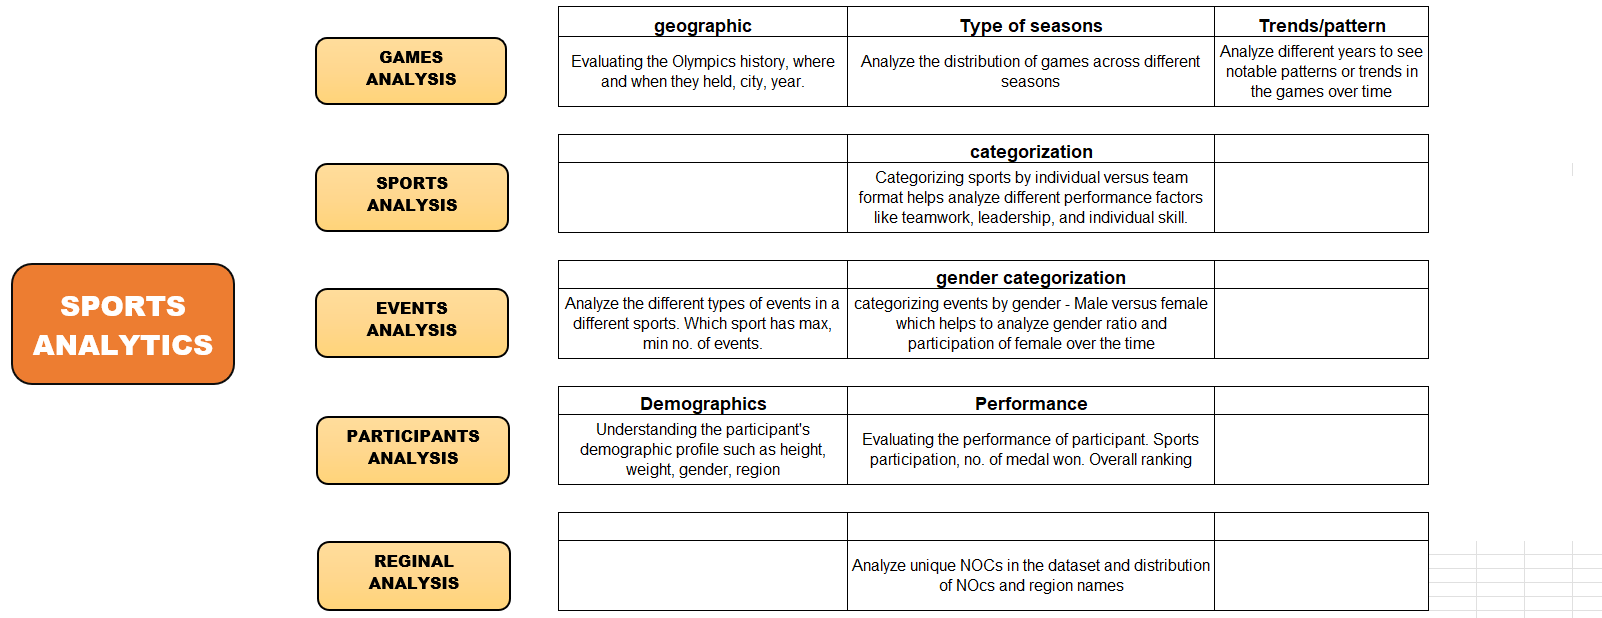 SPORTS
ANALYTICS
GAMES
ANALYSIS
geographic
Type of seasons
Trends/pattern
Evaluating the Olympics history, where
and when they held, city, year.
Analyze the distribution of games across different
seasons
Analyze different years to see
notable patterns or trends in
the games over time
SPORTS
ANALYSIS
categorization
Categorizing sports by individual versus team
format helps analyze different performance factors
like teamwork, leadership, and individual skill.
EVENTS
ANALYSIS
gender categorization
Analyze the different types of events in a
different sports. Which sport has max,
min no. of events.
categorizing events by gender - Male versus female
which helps to analyze gender ratio and
participation of female over the time
PARTICIPANTS
ANALYSIS
Demographics
Performance
Understanding the participant's
demographic profile such as height,
weight, gender, region
Evaluating the performance of participant. Sports
participation, no. of medal won. Overall ranking
REGINAL
ANALYSIS
Analyze unique NOCs in the dataset and distribution
of NOCs and region names